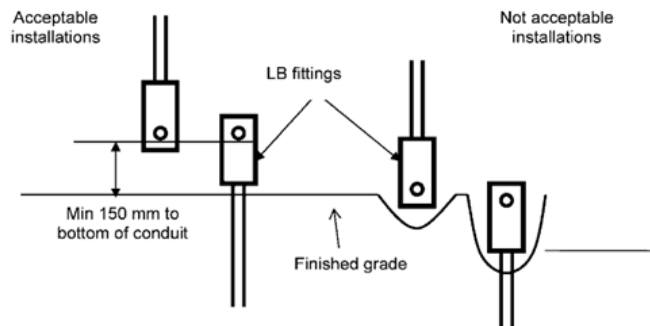 Acceptable
installations
Not acceptable
installations
LB fittings
Min 150 mm to
bottom of conduit
Finished grade